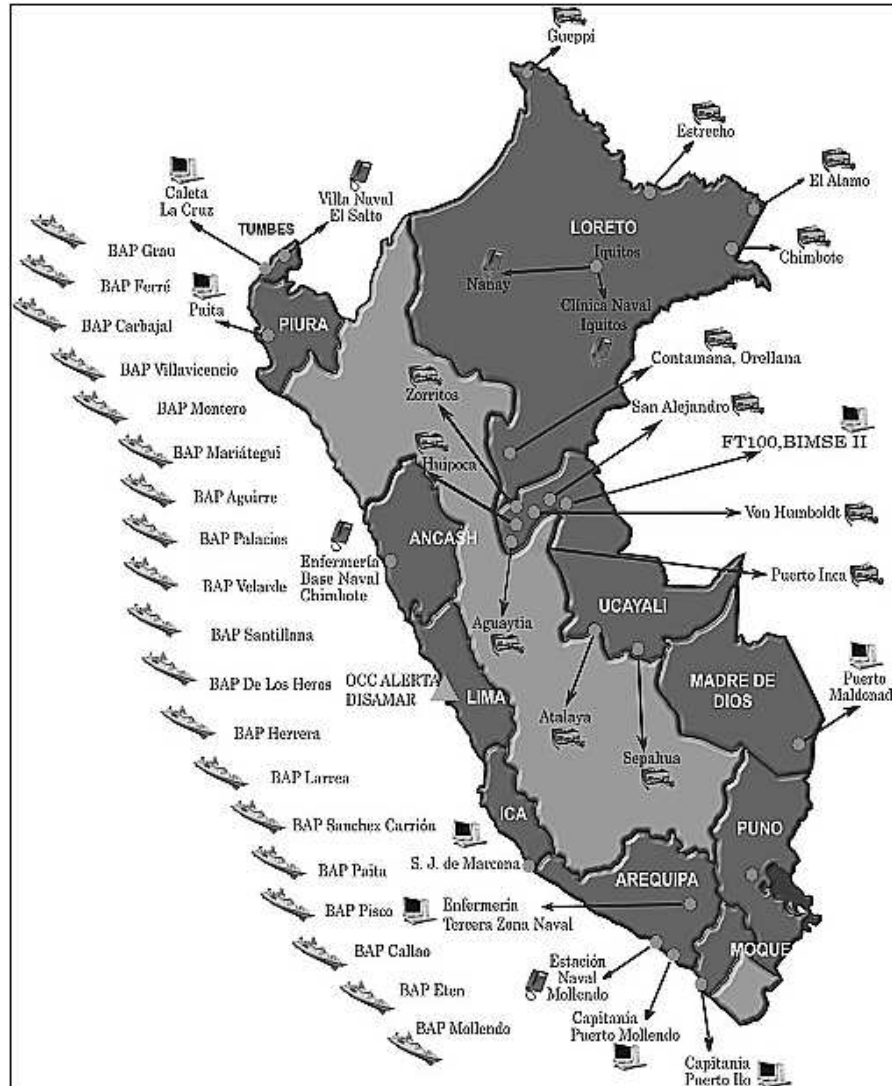 Gueppi
Estrecho
El Alamo
Chimbote
Caleta
La Cruz
Villa Naval
El Salto
TUMBES
LORETO
Iquitos
Nanay
Clínica Naval
Iquitos
BAP Grau
BAP Ferré
Paita
PIURA
BAP Carbajal
Contamana, Orellana
BAP Villavicencio
Zorritos
San Alejandro
BAP Montero
FT100,BIMSE II
BAP Mariátegui
Huipoca
BAP Aguirre
Von Humboldt
BAP Palacios
ANCASH
Enfermería
Base Naval
Chimbote
Puerto Inca
BAP Velarde
UCAYALI
BAP Santillana
Aguaytia
OCC ALERTA
DISAMAR
LIMA
MADRE DE
DIOS
Puerto
Maldonad
BAP De Los Heros
Atalaya
BAP Herrera
Sepahua
BAP Larrea
ICA
PUNO
BAP Sanchez Carrión
S. J. de Marcona
BAP Paita
AREQUIPA
BAP Pisco
Enfermería
Tercera Zona Naval
MOQUE
BAP Callao
Estación
Naval
Mollendo
BAP Eten
Capitanía
Puerto Mollendo
BAP Mollendo
Capitania
Puerto Ilo